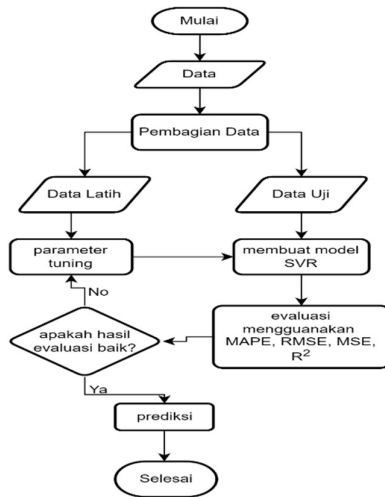 Mulai
Data
Pembagian Data
Data Latih
Data Uji
parameter
tuning
membuat model
SVR
No
apakah hasil
evaluasi baik?
evaluasi
mengguanakan
MAPE, RMSE, MSE,
R²
Ya
prediksi
Selesai